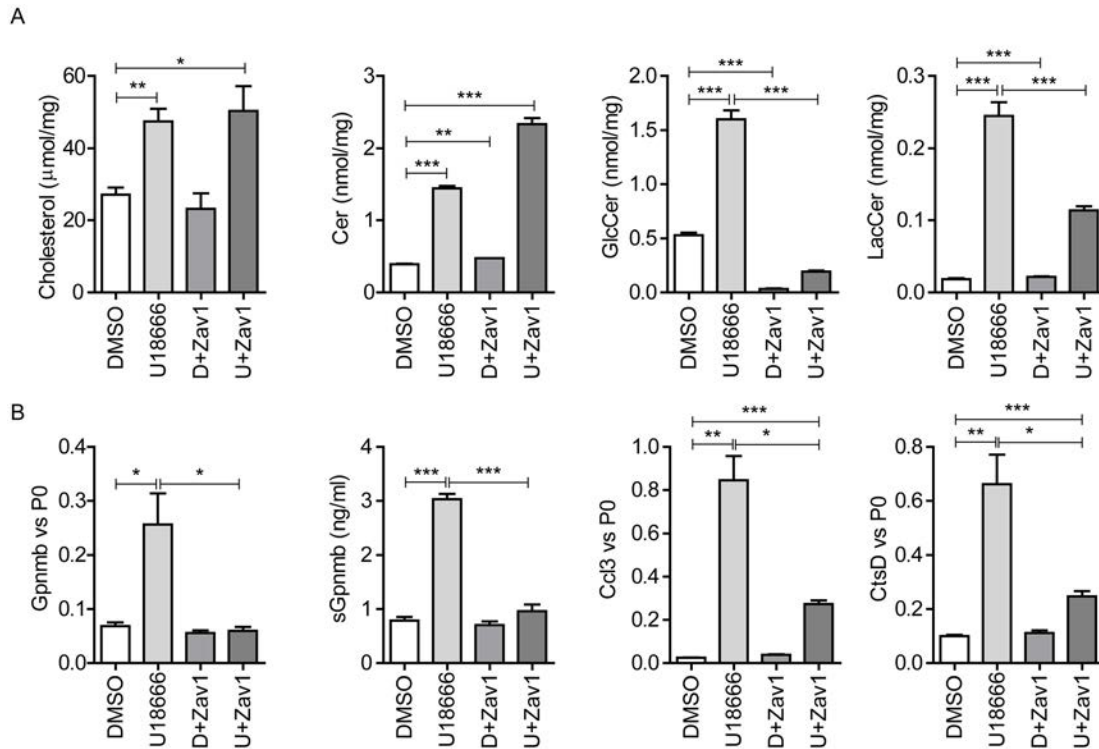 A
Cholesterol (μmol/mg)
60
40
20
0
*
**
DMSO
U18666
D+Zav1
U+Zav1
Cer (nmol/mg)
3
2
1
0
***
**
***
DMSO
U18666
D+Zav1
U+Zav1
GlcCer (nmol/mg)
2.0
1.5
1.0
0.5
0.0
***
*** ***
DMSO
U18666
D+Zav1
U+Zav1
LacCer (nmol/mg)
0.3
0.2
0.1
0.0
***
*** ***
DMSO
U18666
D+Zav1
U+Zav1
B
Gpnmb vs P0
0.4
0.3
0.2
0.1
0.0
* *
DMSO
U18666
D+Zav1
U+Zav1
sGpnmb (ng/ml)
4
3
2
1
0
*** ***
DMSO
U18666
D+Zav1
U+Zav1
Ccl3 vs P0
1.0
0.8
0.6
0.4
0.2
0.0
***
** *
DMSO
U18666
D+Zav1
U+Zav1
CtsD vs P0
0.8
0.6
0.4
0.2
0.0
***
** *
DMSO
U18666
D+Zav1
U+Zav1